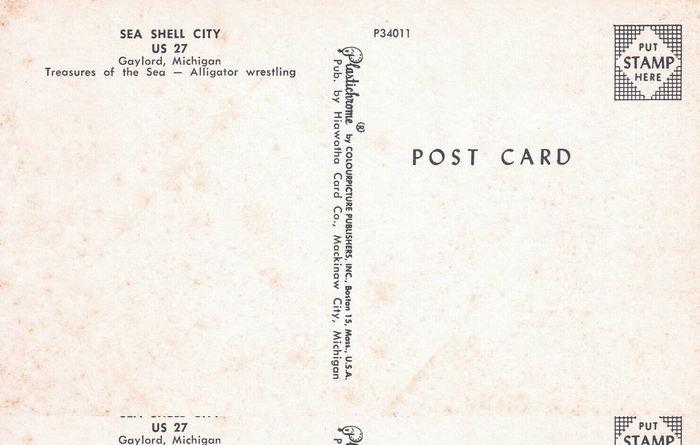 SEA SHELL CITY
US 27
Gaylord, Michigan
Treasures of the Sea — Alligator wrestling
P34011
Plastichrome ® by COLOURPICTURE PUBLISHERS, INC., Boston 15, Mass., U.S.A.
Pub. by Hiawatha Card Co., Mackinaw City, Michigan
PUT
STAMP
HERE
POST CARD
US 27
Gaylord, Michigan
PUT
STAMP